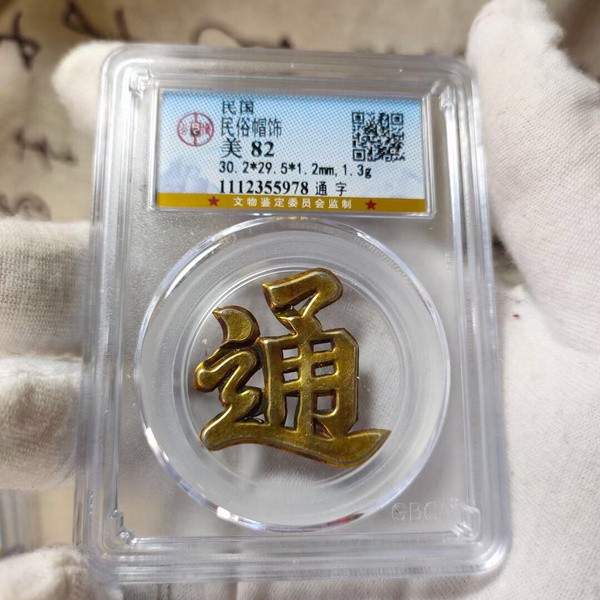 民国
民俗帽饰
美 82
30.2*29.5*1.2mm,1.3g
1112355978 通 字
★ 文物鉴定委员会监制 ★
通